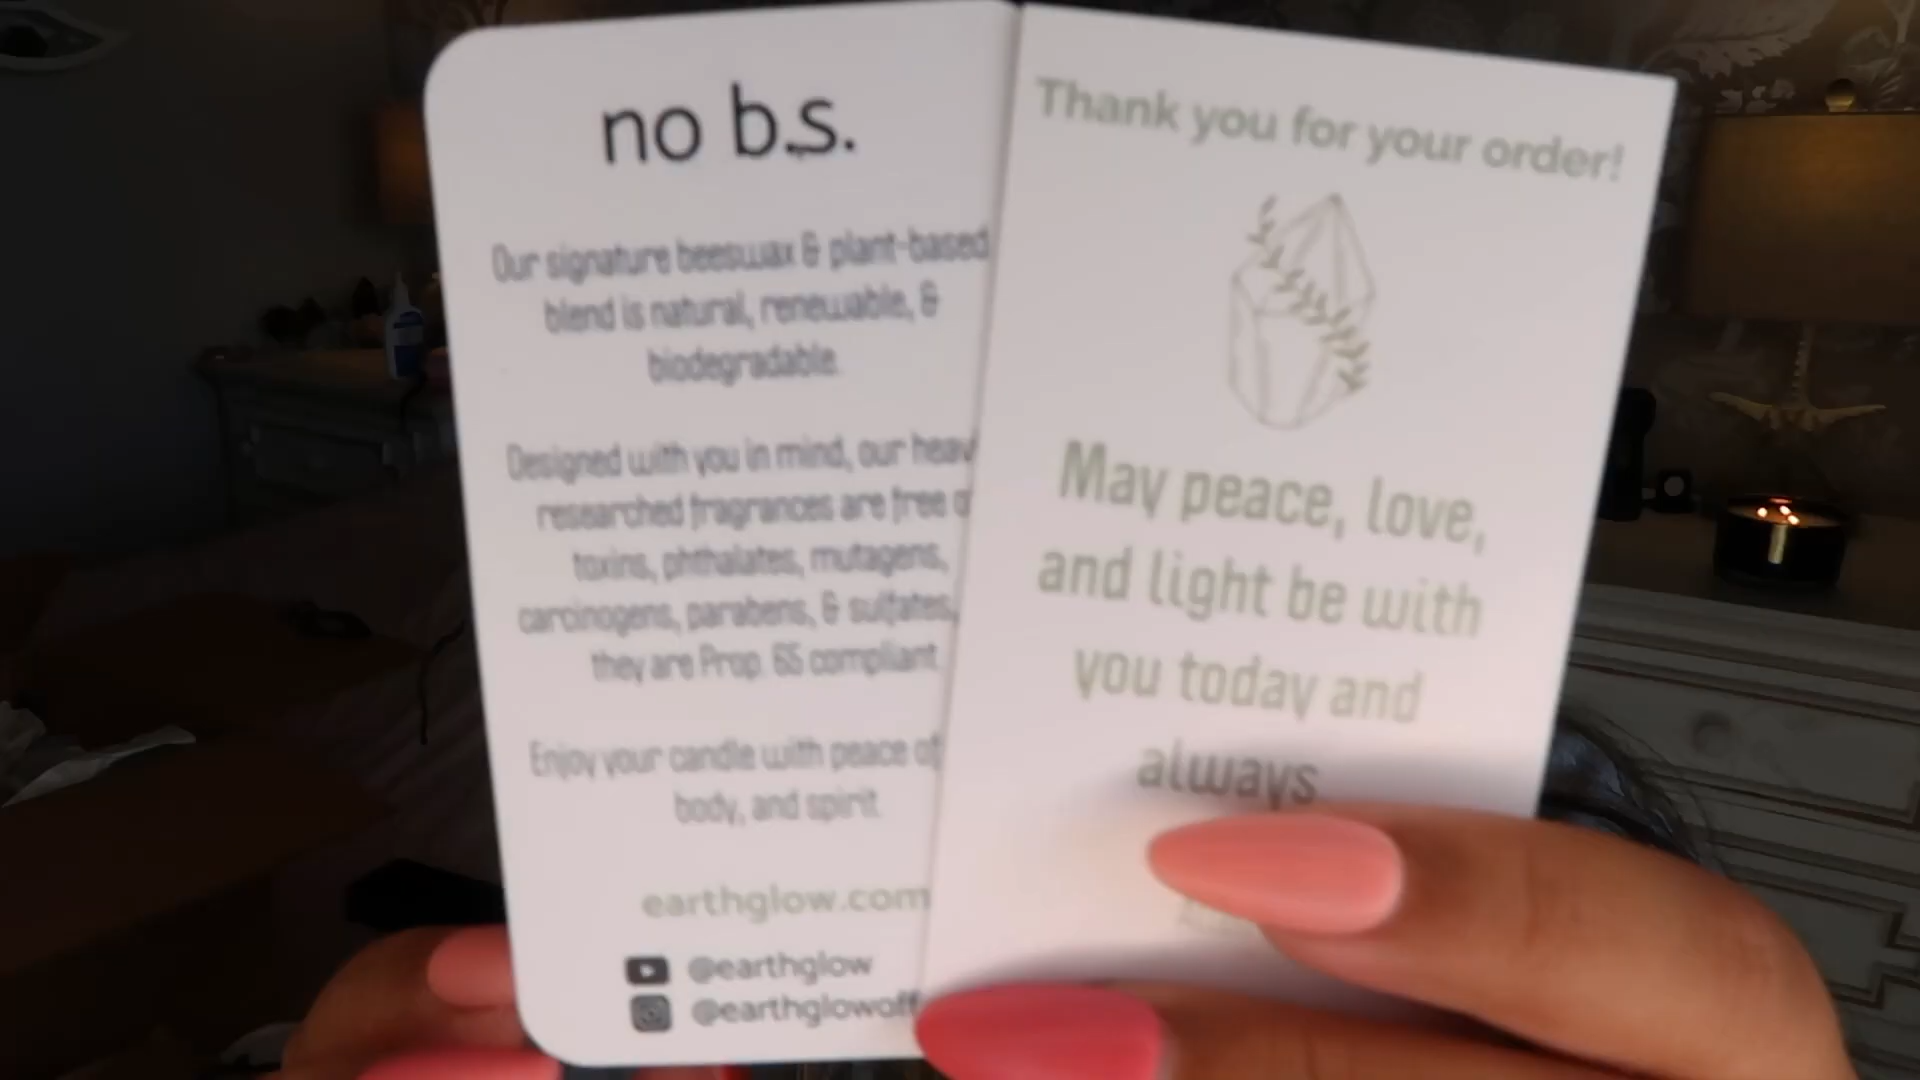 no b.s.
Our signature beeswax & plant-based
blend is natural, renewable, &
biodegradable.
Designed with you in mind, our
researched fragrances are free
toxins, phthalates, mutagens,
carcinogens, parabens, & sulfates,
they are Prop. 65 compliant
Enjoy your candle with peace of
body, and spirit.
earthglow.com
@earthglow
@earthglowoff
Thank you for your order!
May peace, love,
and light be with
you today and
always